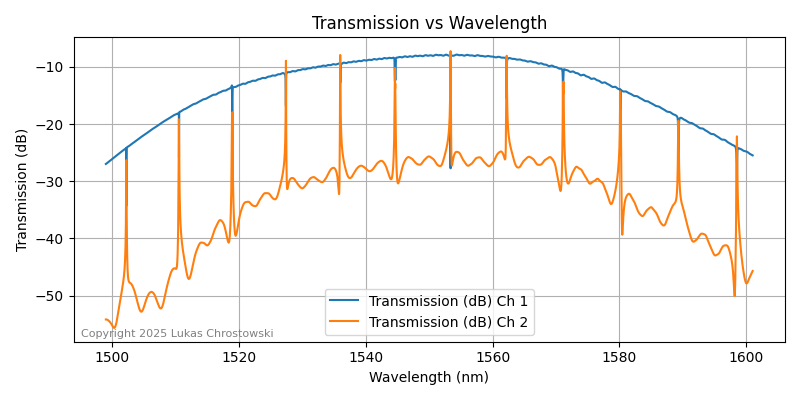 Transmission vs Wavelength
Transmission (dB)
−10
−20
−30
−40
−50
Transmission (dB) Ch 1
Transmission (dB) Ch 2
Copyright 2025 Lukas Chrostowski
1500
1520
1540
1560
1580
1600
Wavelength (nm)